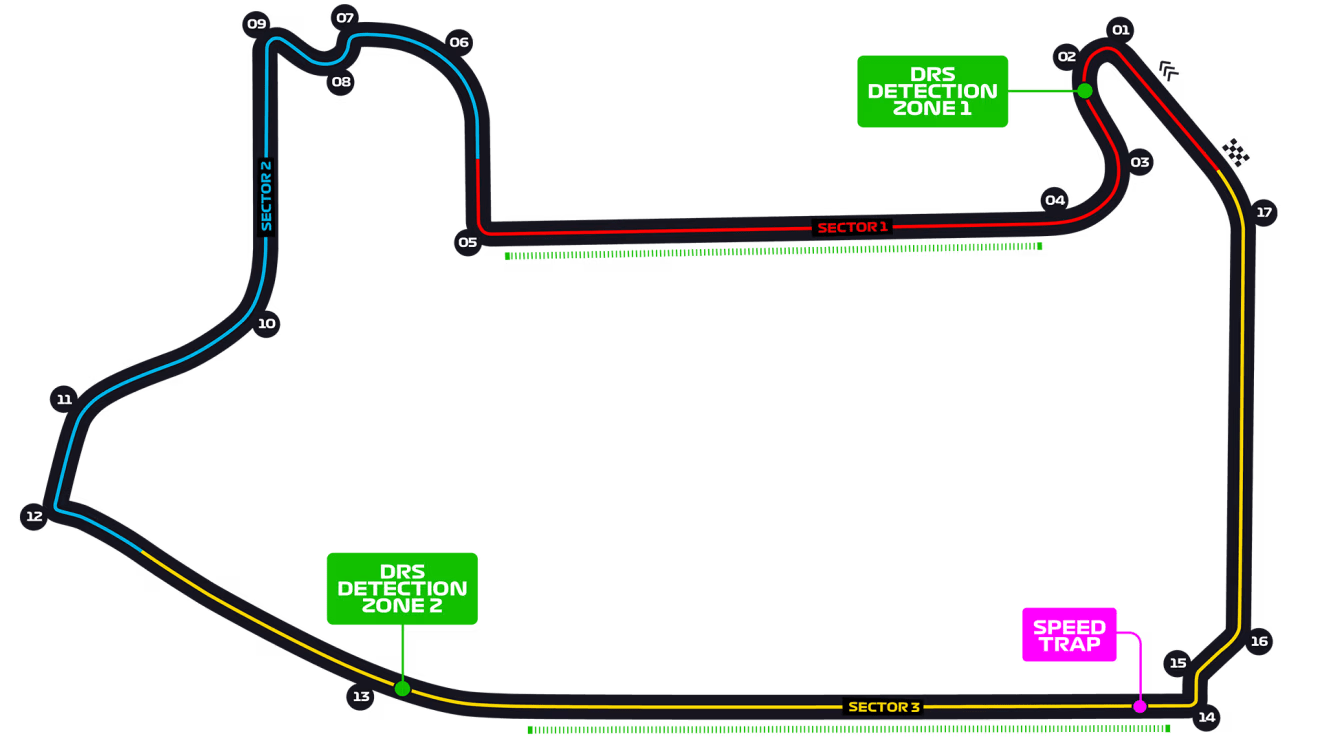 09
07
06
08
01
02
DRS
DETECTION
ZONE 1
03
04
17
SECTOR 2
SECTOR 1
05
10
11
12
DRS
DETECTION
ZONE 2
SPEED
TRAP
16
15
13
SECTOR 3
14